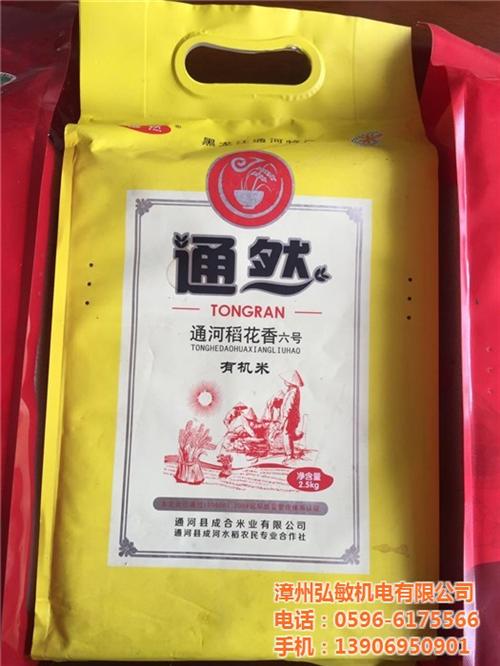 黑龙江通河特
通然
TONGRAN
通河稻花香六号
TONGHEDAOHUAXIANGLIUHAO
有机米
净含量
2.5kg
通河县成合米业有限公司
通河县成河水稻农民专业合作社
漳州弘敏机电有限公司
电话：0596-6175566
手机：13906950901